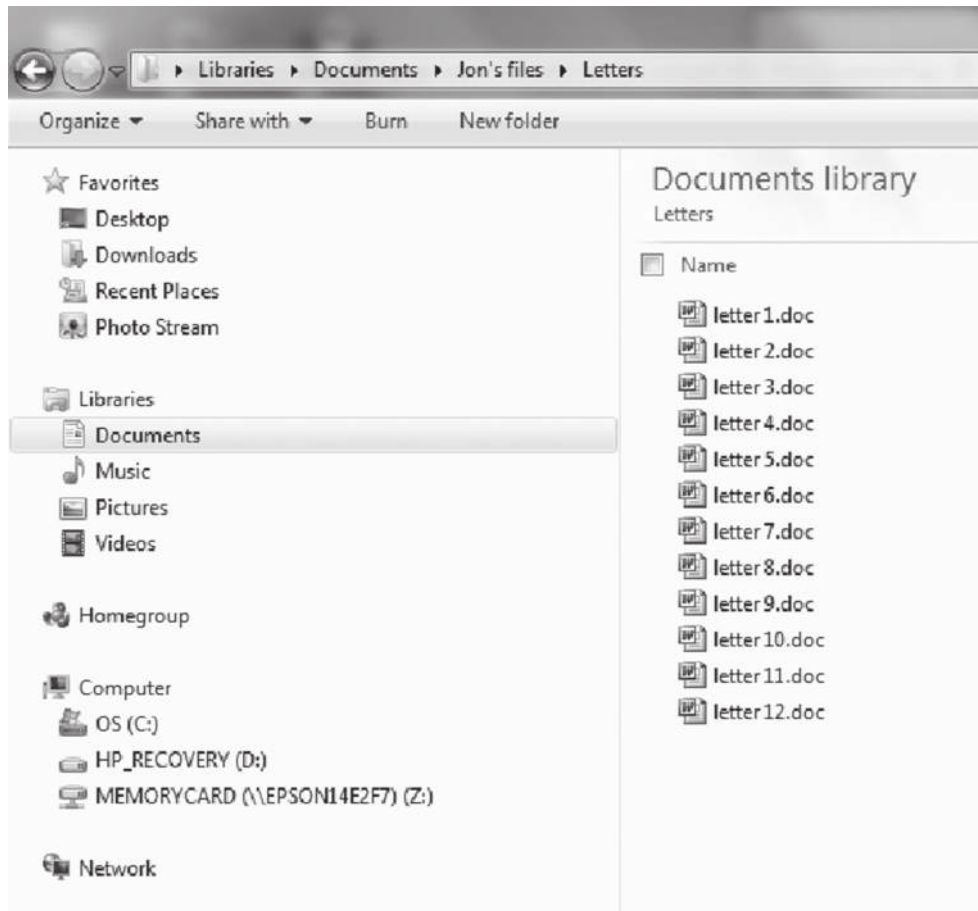 Libraries Documents Jon's files Letters
Organize Share with Burn New folder
Favorites
Desktop
Downloads
Recent Places
Photo Stream
Libraries
Documents
Music
Pictures
Videos
Homegroup
Computer
OS (C:)
HP_RECOVERY (D:)
MEMORYCARD (\\EPSON14E2F7) (Z:)
Network
Documents library
Letters
Name
letter 1.doc
letter 2.doc
letter 3.doc
letter 4.doc
letter 5.doc
letter 6.doc
letter 7.doc
letter 8.doc
letter 9.doc
letter 10.doc
letter 11.doc
letter 12.doc